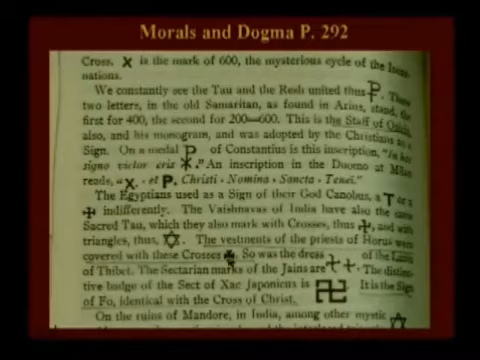 Morals and Dogma P. 292
Cross. X is the mark of 600, the mysterious cycle of the Incar-
nations.
We constantly see the Tau and the Resh united thus These
two letters, in the old Samaritan, as found in Arius, stand, the
first for 400, the second for 200=600. This is the Staff of Osiris,
also, and his monogram, and was adopted by the Christians as a
Sign. On a medal of Constantius is this inscription, "In hoc
signo victor eris ." An inscription in the Duomo at Milan
reads, "X. et P. Christi · Nomina · Sancta · Tenei."
The Egyptians used as a Sign of their God Canobus, a T or a
indifferently. The Vaishnavas of India have also the same
Sacred Tau, which they also mark with Crosses, thus , and with
triangles, thus, ✡. The vestments of the priests of Horus were
covered with these Crosses ✠. So was the dress of the Lama
of Thibet. The Sectarian marks of the Jains are The distinc-
tive badge of the Sect of Xac Japonicus is 卐. It is the Sign
of Fo, identical with the Cross of Christ.
On the ruins of Mandore, in India, among other mystic